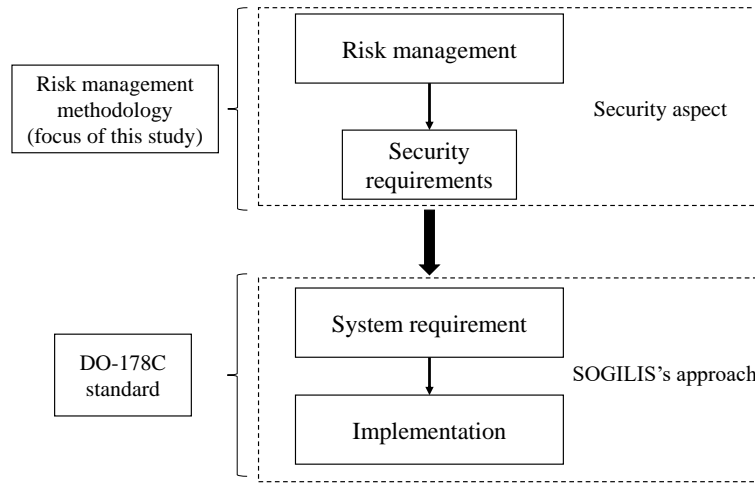 Risk management
Risk management
methodology
(focus of this study)
Security aspect
Security
requirements
System requirement
DO-178C
standard
SOGILIS’s approach
Implementation